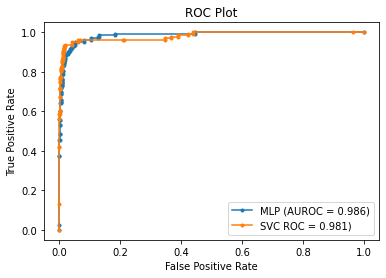 ROC Plot
1.0
0.8
0.6
0.4
0.2
0.0
True Positive Rate
MLP (AUROC = 0.986)
SVC ROC = 0.981)
0.0 0.2 0.4 0.6 0.8 1.0
False Positive Rate